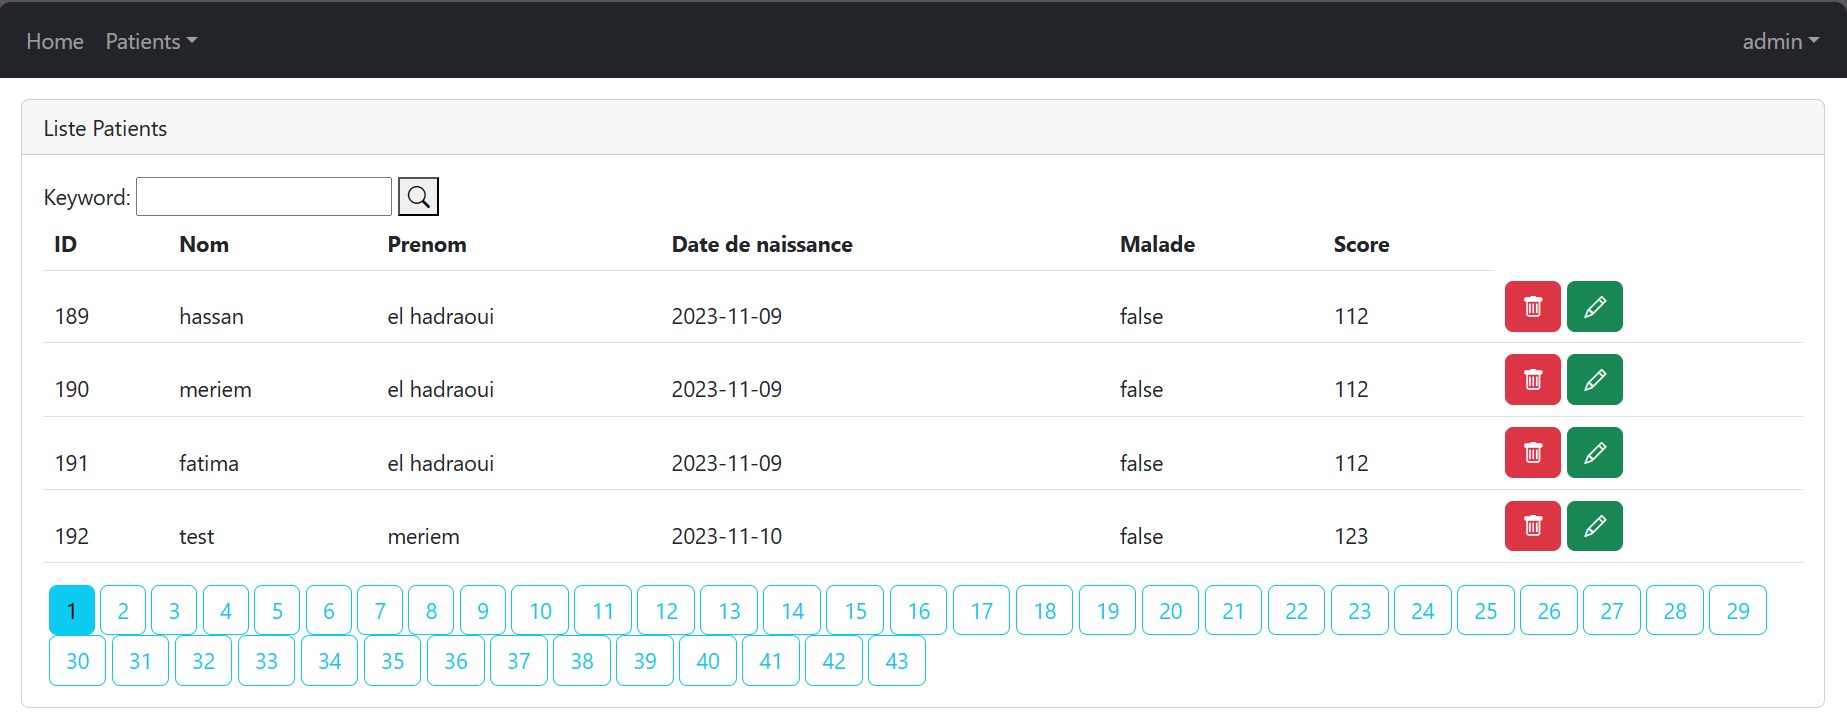 Home Patients admin
Liste Patients
Keyword:
ID Nom Prenom Date de naissance Malade Score
189 hassan el hadraoui 2023-11-09 false 112
190 meriem el hadraoui 2023-11-09 false 112
191 fatima el hadraoui 2023-11-09 false 112
192 test meriem 2023-11-10 false 123
1 2 3 4 5 6 7 8 9 10 11 12 13 14 15 16 17 18 19 20 21 22 23 24 25 26 27 28 29
30 31 32 33 34 35 36 37 38 39 40 41 42 43